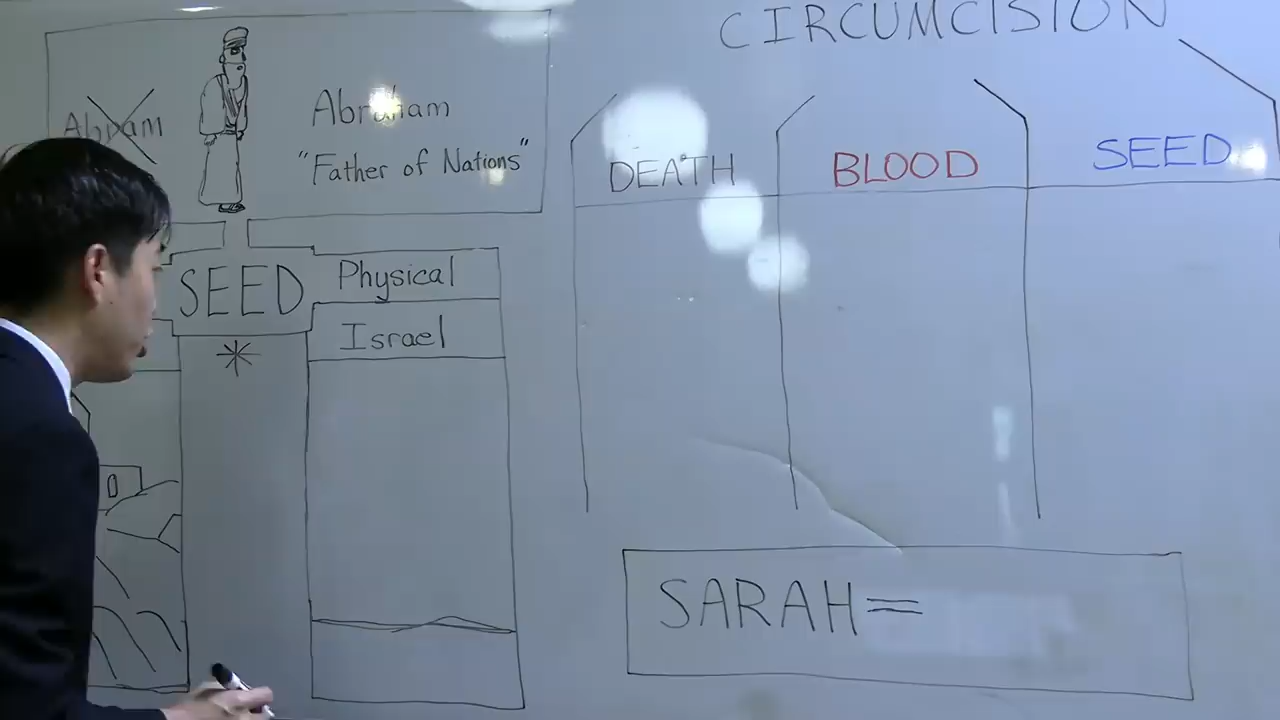 CIRCUMCISION
Abram
Abraham
"Father of Nations"
DEATH
BLOOD
SEED
SEED
Physical
Israel
SARAH=